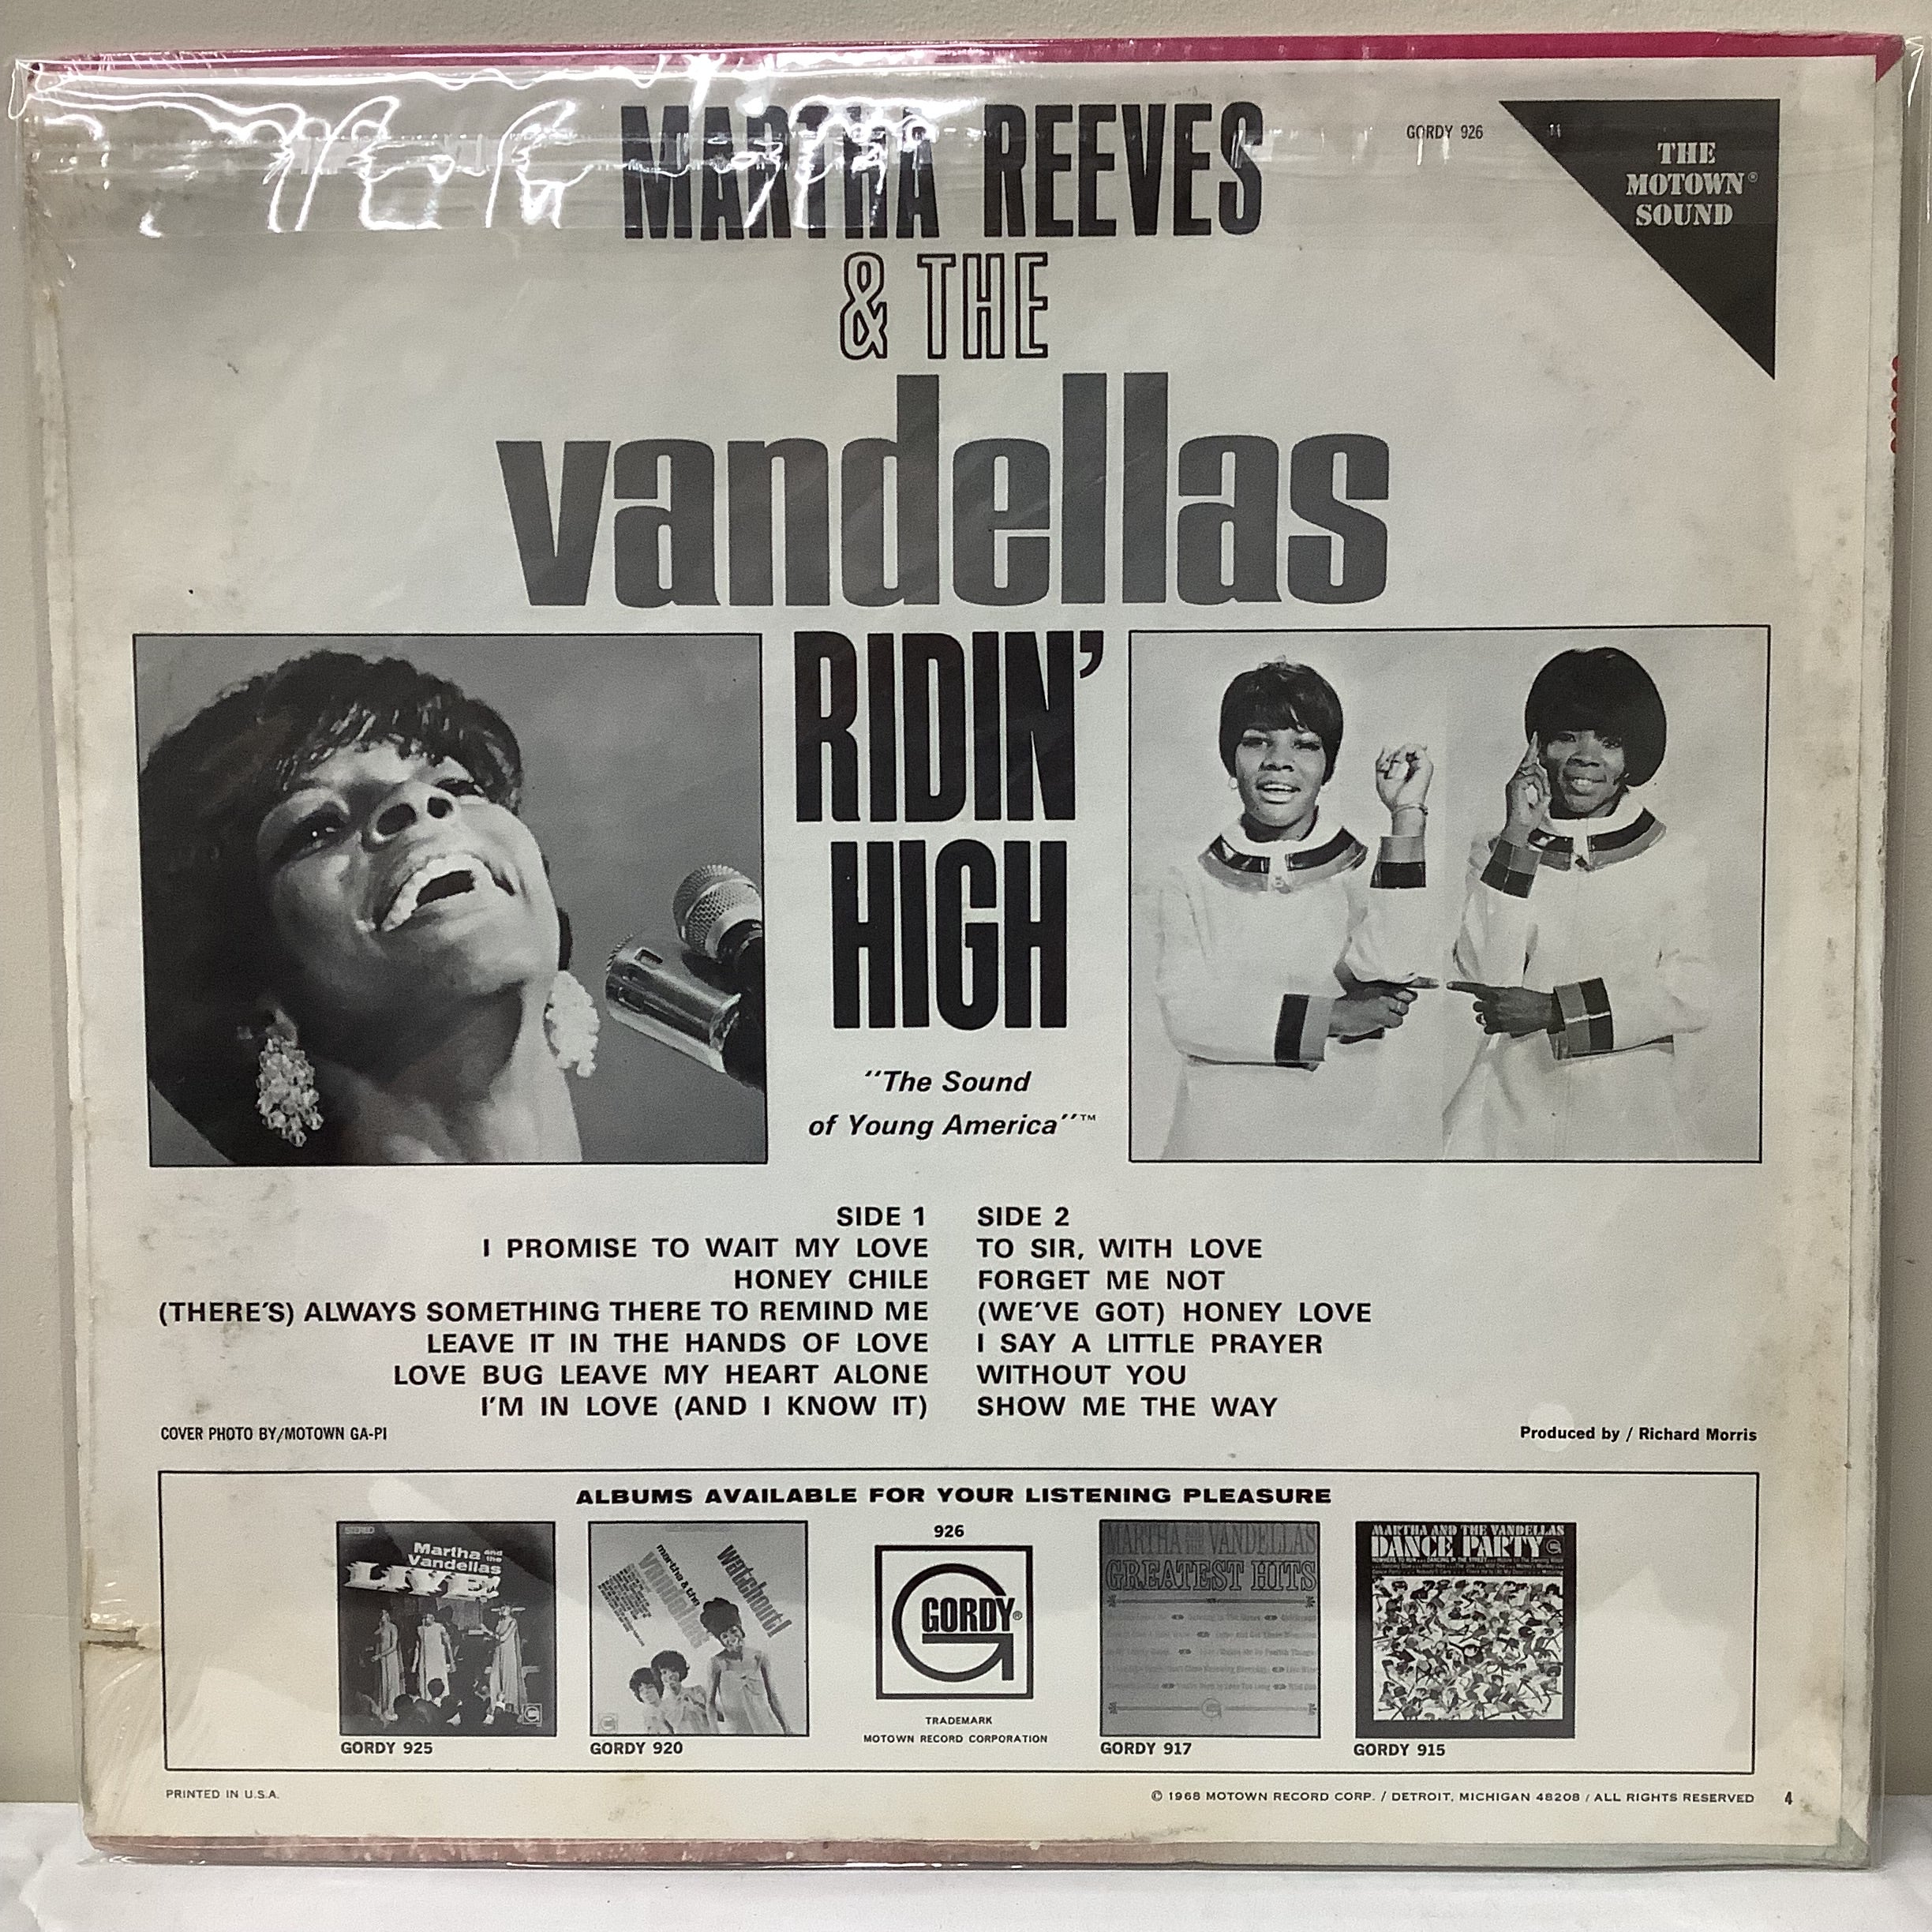 MARTHA REEVES
& THE
vandellas
GORDY 926
THE
MOTOWN®
SOUND
RIDIN'
HIGH
"The Sound
of Young America"™
SIDE 1
I PROMISE TO WAIT MY LOVE
HONEY CHILE
(THERE'S) ALWAYS SOMETHING THERE TO REMIND ME
LEAVE IT IN THE HANDS OF LOVE
LOVE BUG LEAVE MY HEART ALONE
I'M IN LOVE (AND I KNOW IT)
SIDE 2
TO SIR, WITH LOVE
FORGET ME NOT
(WE'VE GOT) HONEY LOVE
I SAY A LITTLE PRAYER
WITHOUT YOU
SHOW ME THE WAY
COVER PHOTO BY/MOTOWN GA-PI
Produced by / Richard Morris
ALBUMS AVAILABLE FOR YOUR LISTENING PLEASURE
STEREO
Martha and the
Vandellas
LIVE!
GORDY 925
martha & the
vandellas
watchout!
GORDY 920
926
GORDY®
TRADEMARK
MOTOWN RECORD CORPORATION
MARTHA AND THE VANDELLAS
GREATEST HITS
GORDY 917
MARTHA AND THE VANDELLAS
DANCE PARTY
GORDY 915
PRINTED IN U.S.A.
© 1968 MOTOWN RECORD CORP. / DETROIT, MICHIGAN 48208 / ALL RIGHTS RESERVED
4